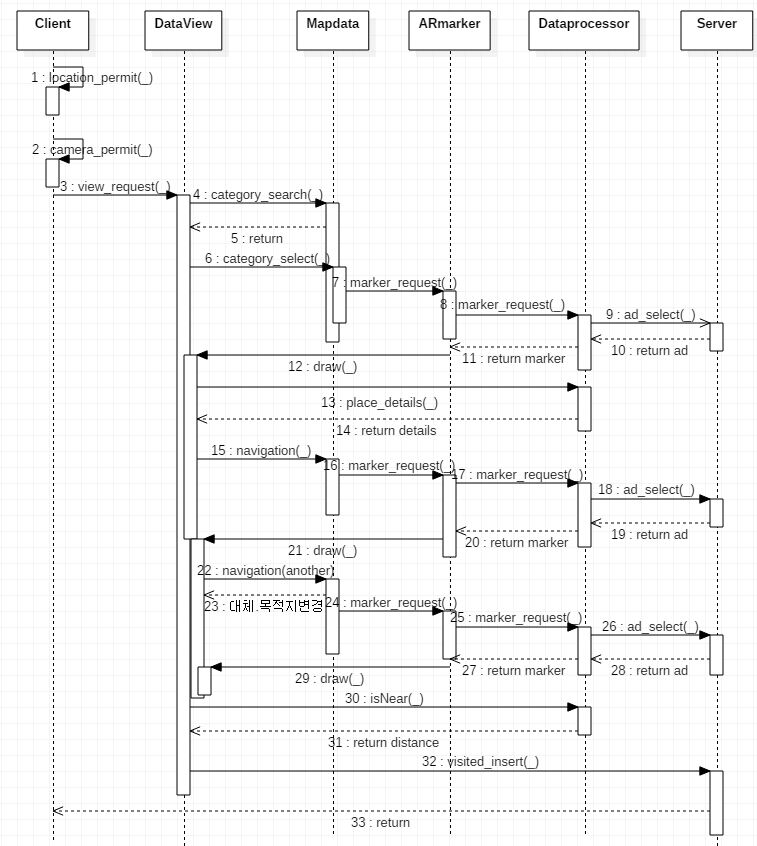 Client
DataView
Mapdata
ARmarker
Dataprocessor
Server
1 : location_permit(_)
2 : camera_permit(_)
3 : view_request(_)
4 : category_search(_)
5 : return
6 : category_select(_)
7 : marker_request(_)
8 : marker_request(_)
9 : ad_select(_)
10 : return ad
11 : return marker
12 : draw(_)
13 : place_details(_)
14 : return details
15 : navigation(_)
16 : marker_request(_)
17 : marker_request(_)
18 : ad_select(_)
19 : return ad
20 : return marker
21 : draw(_)
22 : navigation(another)
23 : 대체.목적지변경
24 : marker_request(_)
25 : marker_request(_)
26 : ad_select(_)
27 : return marker
28 : return ad
29 : draw(_)
30 : isNear(_)
31 : return distance
32 : visited_insert(_)
33 : return